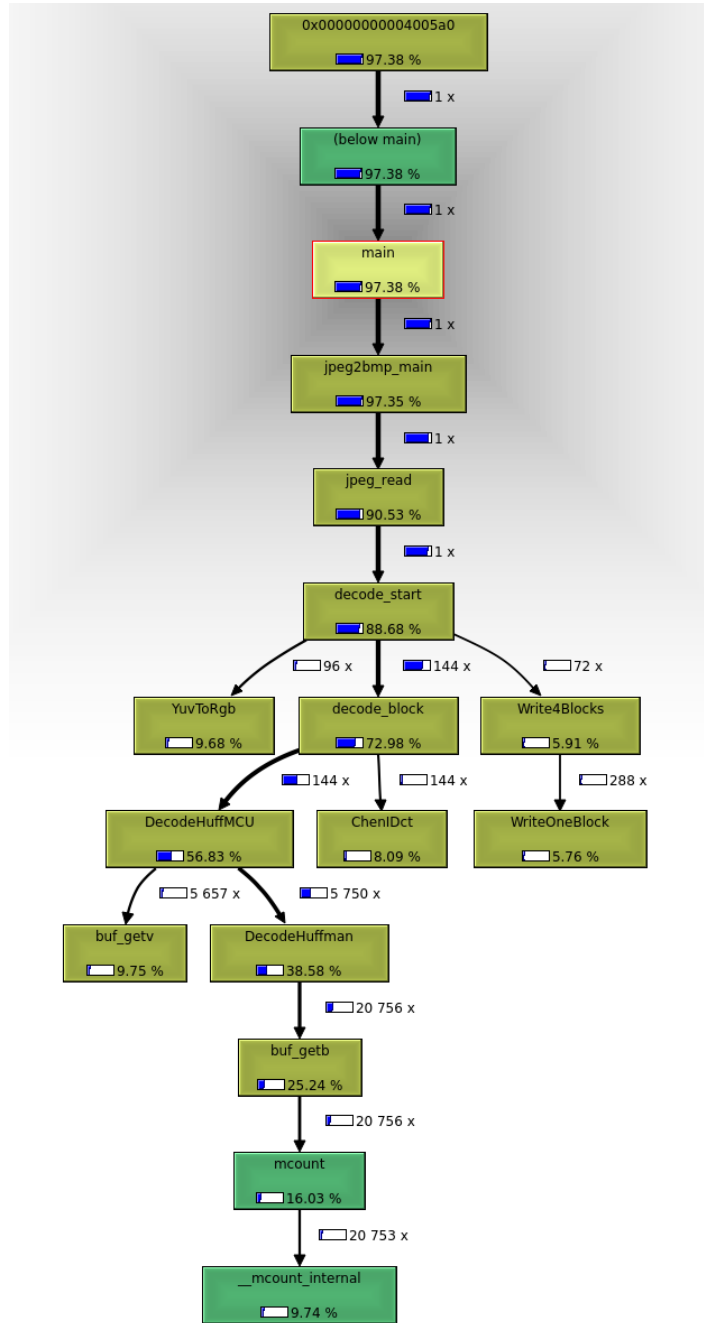 0x00000000004005a0
97.38 %
1 x
(below main)
97.38 %
1 x
main
97.38 %
1 x
jpeg2bmp_main
97.35 %
1 x
jpeg_read
90.53 %
1 x
decode_start
88.68 %
96 x
144 x
72 x
YuvToRgb
9.68 %
decode_block
72.98 %
Write4Blocks
5.91 %
144 x
144 x
288 x
DecodeHuffMCU
56.83 %
ChenIDct
8.09 %
WriteOneBlock
5.76 %
5 657 x
5 750 x
buf_getv
9.75 %
DecodeHuffman
38.58 %
20 756 x
buf_getb
25.24 %
20 756 x
mcount
16.03 %
20 753 x
__mcount_internal
9.74 %